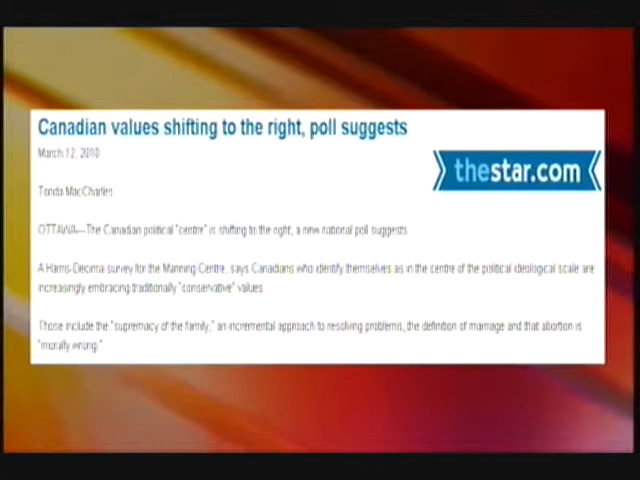 Canadian values shifting to the right, poll suggests
March 12, 2010
thestar.com
Tonda MacCharles
OTTAWA—The Canadian political "centre" is shifting to the right, a new national poll suggests.
A Harris-Decima survey for the Manning Centre, says Canadians who identify themselves as in the centre of the political ideological scale are
increasingly embracing traditionally "conservative" values.
Those include the "supremacy of the family," an incremental approach to resolving problems, the definition of marriage and that abortion is
"morally wrong."